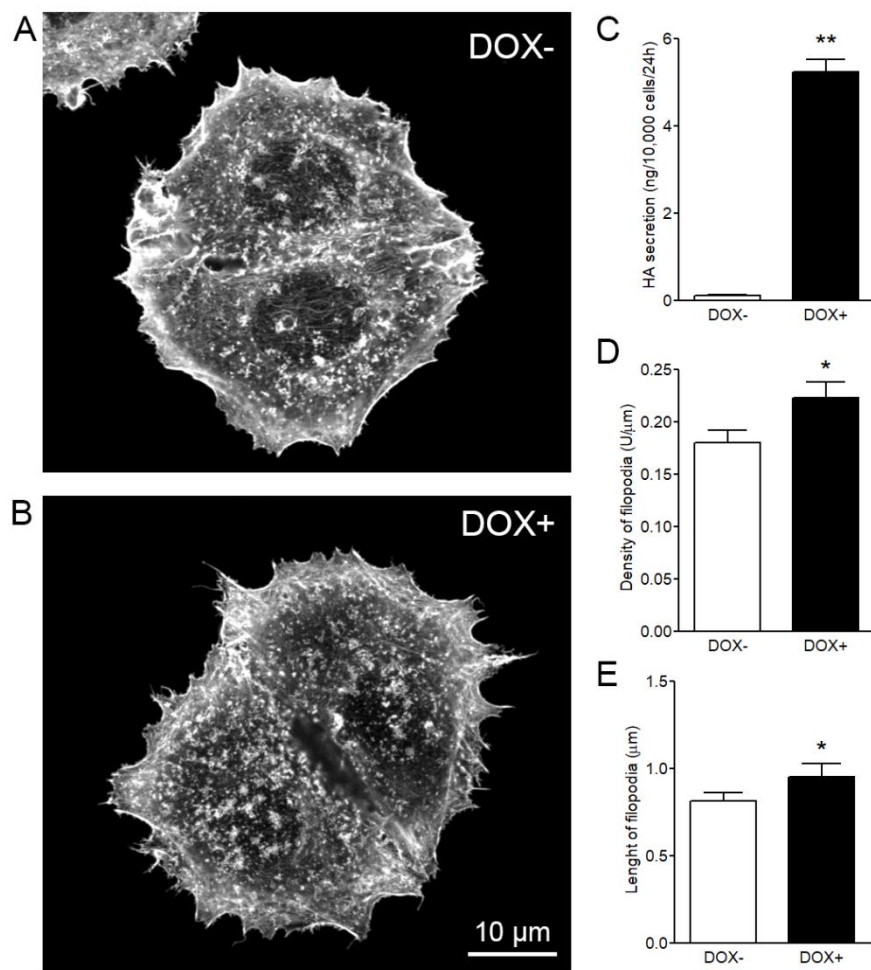 A
DOX-
B
DOX+
10 µm
C
HA secretion (ng/10,000 cells/24h)
6
4
2
0
**
DOX-
DOX+
D
Density of filopodia (U/µm)
0.25
0.20
0.15
0.10
0.05
0.00
*
DOX-
DOX+
E
Lenght of filopodia (µm)
1.5
1.0
0.5
0.0
*
DOX-
DOX+